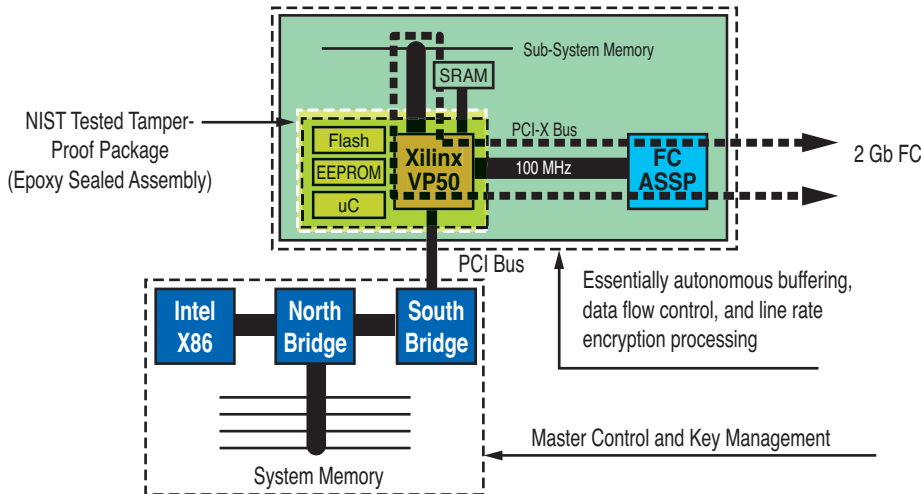 Sub-System Memory
SRAM
NIST Tested Tamper-
Proof Package
(Epoxy Sealed Assembly)
Flash
EEPROM
uC
Xilinx
VP50
PCI-X Bus
100 MHz
FC
ASSP
2 Gb FC
PCI Bus
Essentially autonomous buffering,
data flow control, and line rate
encryption processing
Intel
X86
North
Bridge
South
Bridge
System Memory
Master Control and Key Management